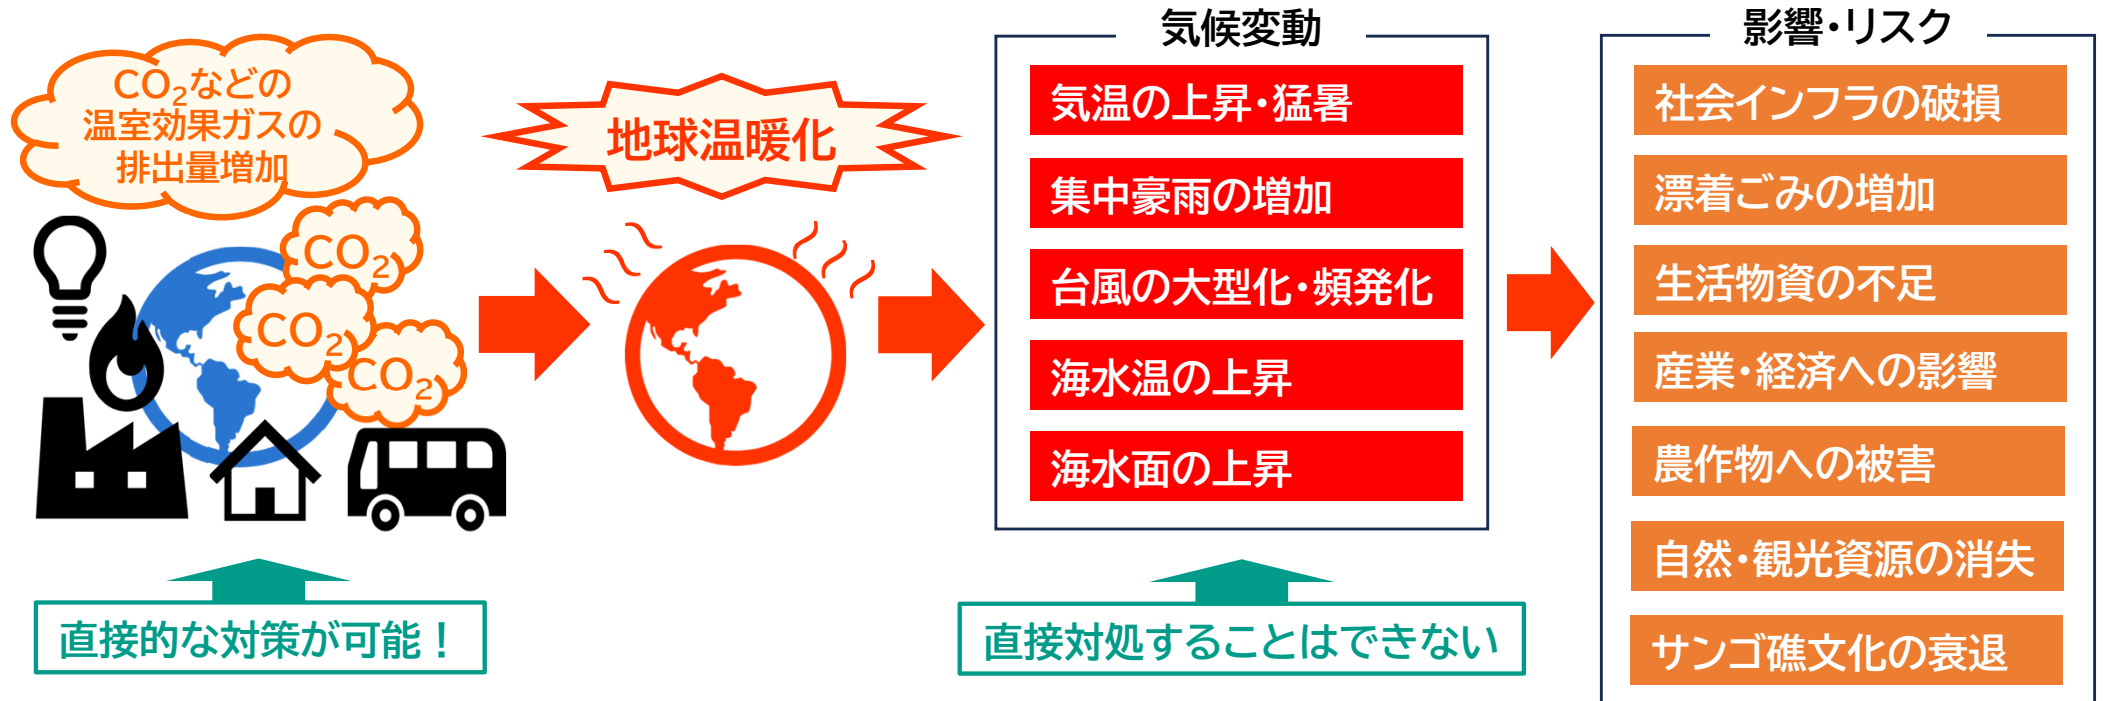 CO₂などの
温室効果ガスの
排出量増加
CO₂
CO₂
CO₂
直接的な対策が可能！
地球温暖化
気候変動
気温の上昇・猛暑
集中豪雨の増加
台風の大型化・頻発化
海水温の上昇
海水面の上昇
直接対処することはできない
影響・リスク
社会インフラの破損
漂着ごみの増加
生活物資の不足
産業・経済への影響
農作物への被害
自然・観光資源の消失
サンゴ礁文化の衰退